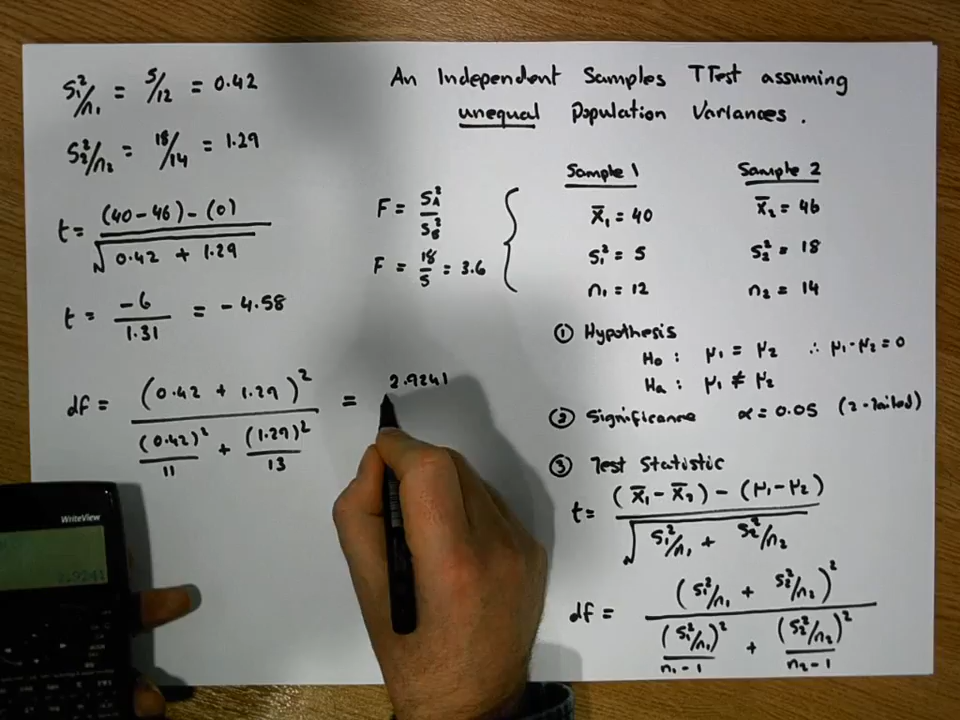 An Independent Samples TTest assuming
unequal Population Variances.
Sample 1 Sample 2
x̄₁ = 40 x̄₂ = 46
S₁² = 5 S₂² = 18
n₁ = 12 n₂ = 14
F = S_A²/S_B²
F = 18/5 = 3.6
① Hypothesis
H₀ : μ₁ = μ₂ ∴ μ₁-μ₂ = 0
Hₐ : μ₁ ≠ μ₂
② Significance α = 0.05 (2-tailed)
③ Test Statistic
t = ((x̄₁ - x̄₂) - (μ₁-μ₂)) / √(S₁²/n₁ + S₂²/n₂)
df = (S₁²/n₁ + S₂²/n₂)² / ((S₁²/n₁)²/(n₁-1) + (S₂²/n₂)²/(n₂-1))
S₁²/n₁ = 5/12 = 0.42
S₂²/n₂ = 18/14 = 1.29
t = ((40-46)-(0)) / √(0.42 + 1.29)
t = -6/1.31 = -4.58
df = (0.42 + 1.29)² / ((0.42)²/11 + (1.29)²/13) = 2.9241
WriteView
2.9241